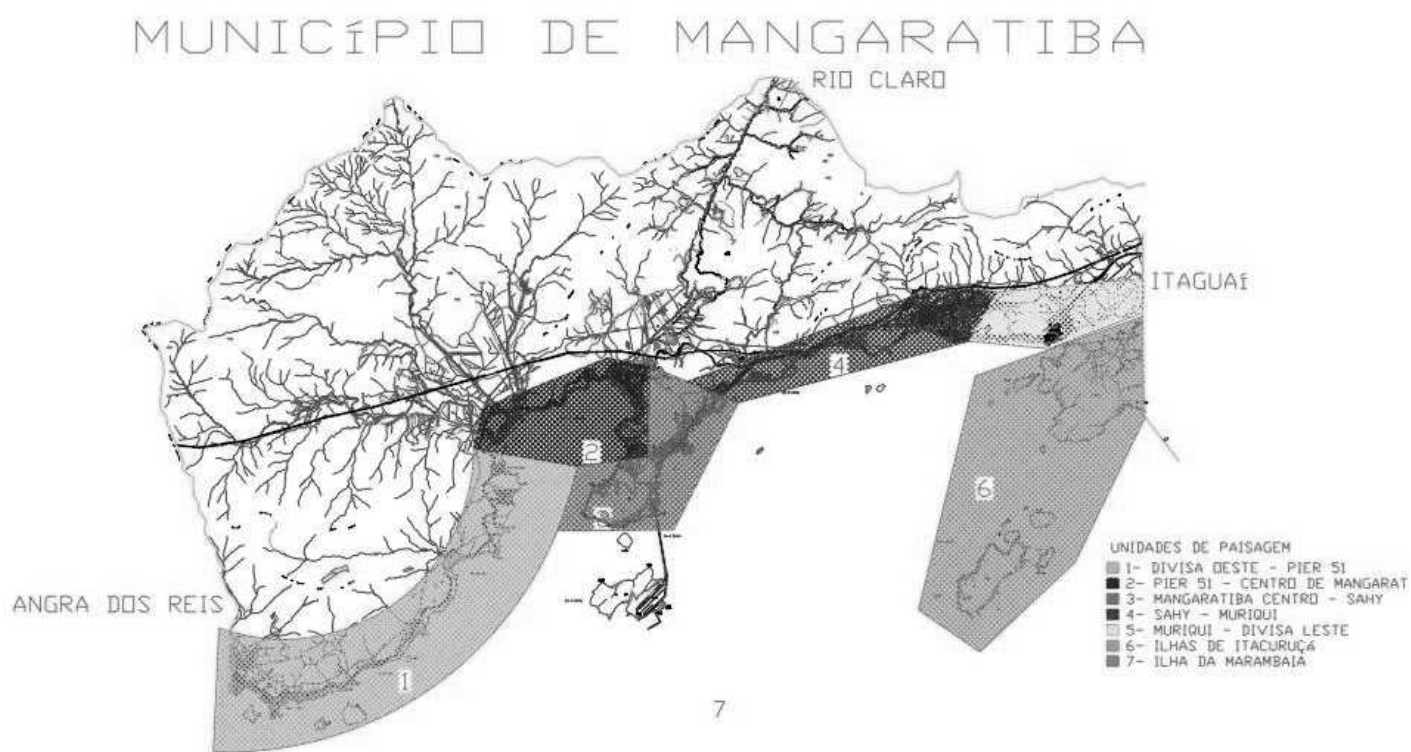 MUNICíPIO DE MANGARATIBA
RIO CLARO
ITAGUAí
4
2
3
6
UNIDADES DE PAISAGEM
1- DIVISA OESTE - PIER 51
2- PIER 51 - CENTRO DE MANGARAT
3- MANGARATIBA CENTRO - SAHY
4- SAHY - MURIQUI
5- MURIQUI - DIVISA LESTE
6- ILHAS DE ITACURUÇá
7- ILHA DA MARAMBAIA
ANGRA DOS REIS
1
7